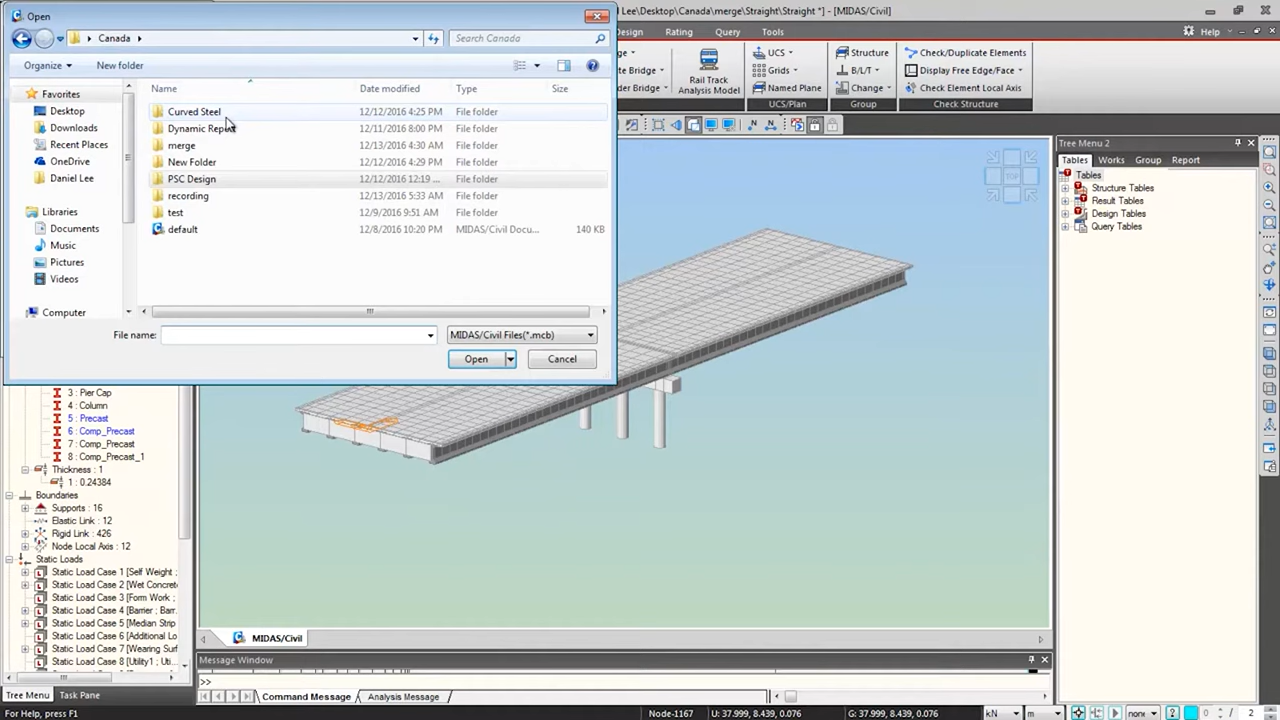 Open
l Lee\Desktop\Canada\merge\Straight\Straight *] - [MIDAS/Civil]
Canada
Search Canada
Design Rating Query Tools
Help
Organize
New folder
Name Date modified Type Size
Favorites
Desktop
Downloads
Recent Places
OneDrive
Daniel Lee
Libraries
Documents
Music
Pictures
Videos
Computer
Curved Steel 12/12/2016 4:25 PM File folder
Dynamic Report 12/11/2016 8:00 PM File folder
merge 12/13/2016 4:30 AM File folder
New Folder 12/12/2016 4:29 PM File folder
PSC Design 12/12/2016 12:19 ... File folder
recording 12/13/2016 5:33 AM File folder
test 12/9/2016 9:51 AM File folder
default 12/8/2016 10:20 PM MIDAS/Civil Docu... 140 KB
File name:
MIDAS/Civil Files(*.mcb)
Open
Cancel
te Bridge
der Bridge
Rail Track
Analysis Model
UCS
Grids
Named Plane
UCS/Plan
Structure
B/L/T
Change
Group
Check/Duplicate Elements
Display Free Edge/Face
Check Element Local Axis
Check Structure
TOP
Tree Menu 2
Tables Works Group Report
Tables
Structure Tables
Result Tables
Design Tables
Query Tables
3 : Pier Cap
4 : Column
5 : Precast
6 : Comp_Precast
7 : Comp_Precast
8 : Comp_Precast_1
Thickness : 1
1 : 0.24384
Boundaries
Supports : 16
Elastic Link : 12
Rigid Link : 426
Node Local Axis : 12
Static Loads
Static Load Case 1 [Self Weight ;
Static Load Case 2 [Wet Concrete
Static Load Case 3 [Form Work ;
Static Load Case 4 [Barrier ; Barr
Static Load Case 5 [Median Strip
Static Load Case 6 [Additional Lo
Static Load Case 7 [Wearing Surf
Static Load Case 8 [Utility1 ; Utili
Tree Menu
Task Pane
MIDAS/Civil
Message Window
>>
Command Message
Analysis Message
For Help, press F1
Node-1167
U: 37.999, 8.439, 0.076
G: 37.999, 8.439, 0.076
kN
m
none
?
0
/ 2